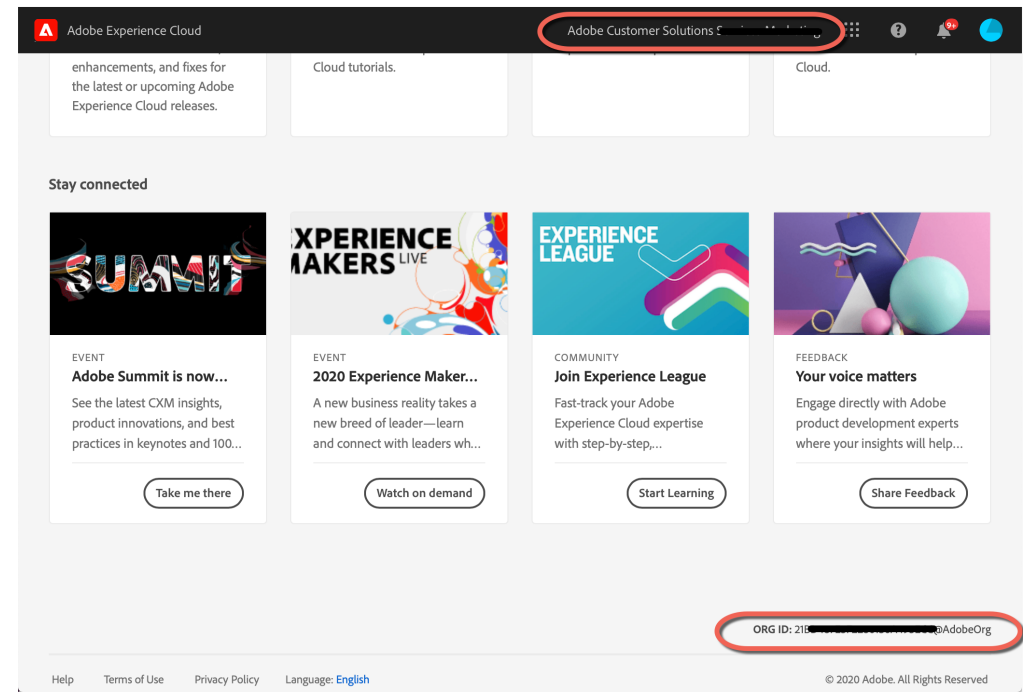 Adobe Experience Cloud
Adobe Customer Solutions
9+
enhancements, and fixes for
the latest or upcoming Adobe
Experience Cloud releases.
Cloud tutorials.
Cloud.
Stay connected
SUMMIT
EXPERIENCE
MAKERS LIVE
EXPERIENCE
LEAGUE
EVENT
Adobe Summit is now...
See the latest CXM insights,
product innovations, and best
practices in keynotes and 100...
Take me there
EVENT
2020 Experience Maker...
A new business reality takes a
new breed of leader—learn
and connect with leaders wh...
Watch on demand
COMMUNITY
Join Experience League
Fast-track your Adobe
Experience Cloud expertise
with step-by-step,...
Start Learning
FEEDBACK
Your voice matters
Engage directly with Adobe
product development experts
where your insights will help...
Share Feedback
ORG ID: @AdobeOrg
Help Terms of Use Privacy Policy Language: English
© 2020 Adobe. All Rights Reserved